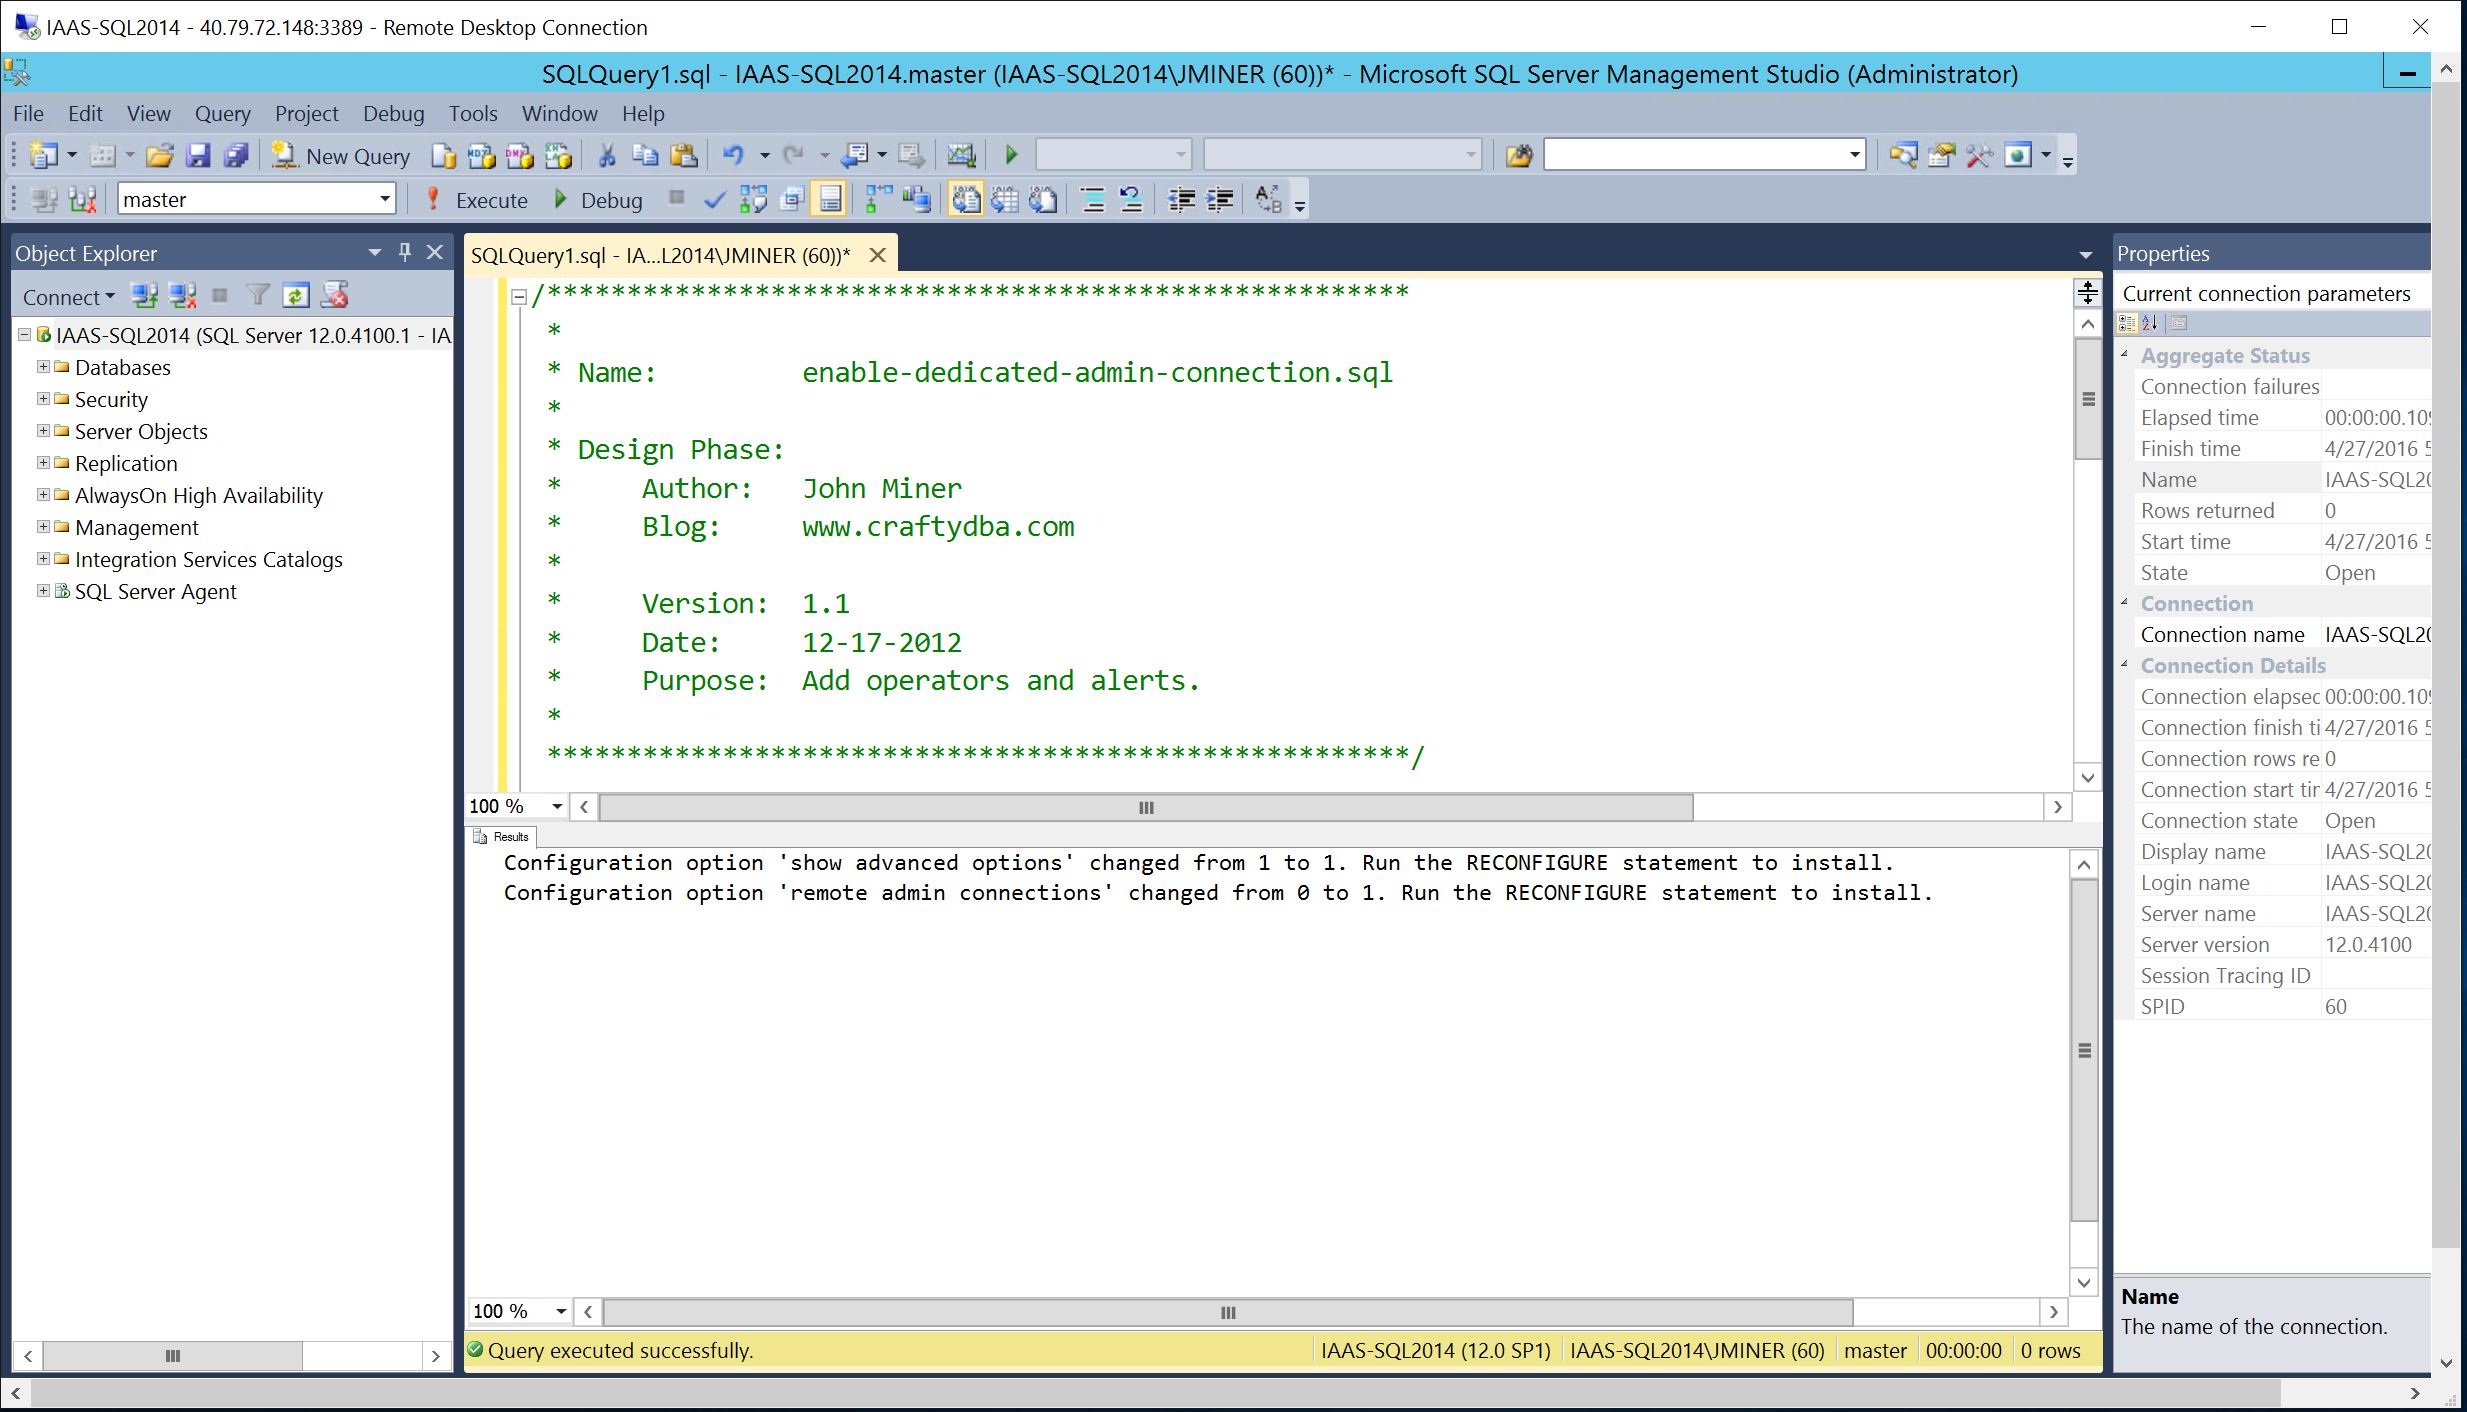 IAAS-SQL2014 - 40.79.72.148:3389 - Remote Desktop Connection
SQLQuery1.sql - IAAS-SQL2014.master (IAAS-SQL2014\JMINER (60))* - Microsoft SQL Server Management Studio (Administrator)
File Edit View Query Project Debug Tools Window Help
New Query
master Execute Debug
Object Explorer
Connect
IAAS-SQL2014 (SQL Server 12.0.4100.1 - IA
Databases
Security
Server Objects
Replication
AlwaysOn High Availability
Management
Integration Services Catalogs
SQL Server Agent
SQLQuery1.sql - IA...L2014\JMINER (60))*
/******************************************************
*
* Name: enable-dedicated-admin-connection.sql
*
* Design Phase:
* Author: John Miner
* Blog: www.craftydba.com
*
* Version: 1.1
* Date: 12-17-2012
* Purpose: Add operators and alerts.
*
******************************************************/
100 %
Results
Configuration option 'show advanced options' changed from 1 to 1. Run the RECONFIGURE statement to install.
Configuration option 'remote admin connections' changed from 0 to 1. Run the RECONFIGURE statement to install.
100 %
Query executed successfully. IAAS-SQL2014 (12.0 SP1) IAAS-SQL2014\JMINER (60) master 00:00:00 0 rows
Properties
Current connection parameters
Aggregate Status
Connection failures
Elapsed time 00:00:00.109
Finish time 4/27/2016 5
Name IAAS-SQL20
Rows returned 0
Start time 4/27/2016 5
State Open
Connection
Connection name IAAS-SQL20
Connection Details
Connection elapsed 00:00:00.109
Connection finish ti 4/27/2016 5
Connection rows re 0
Connection start tir 4/27/2016 5
Connection state Open
Display name IAAS-SQL20
Login name IAAS-SQL20
Server name IAAS-SQL20
Server version 12.0.4100
Session Tracing ID
SPID 60
Name
The name of the connection.